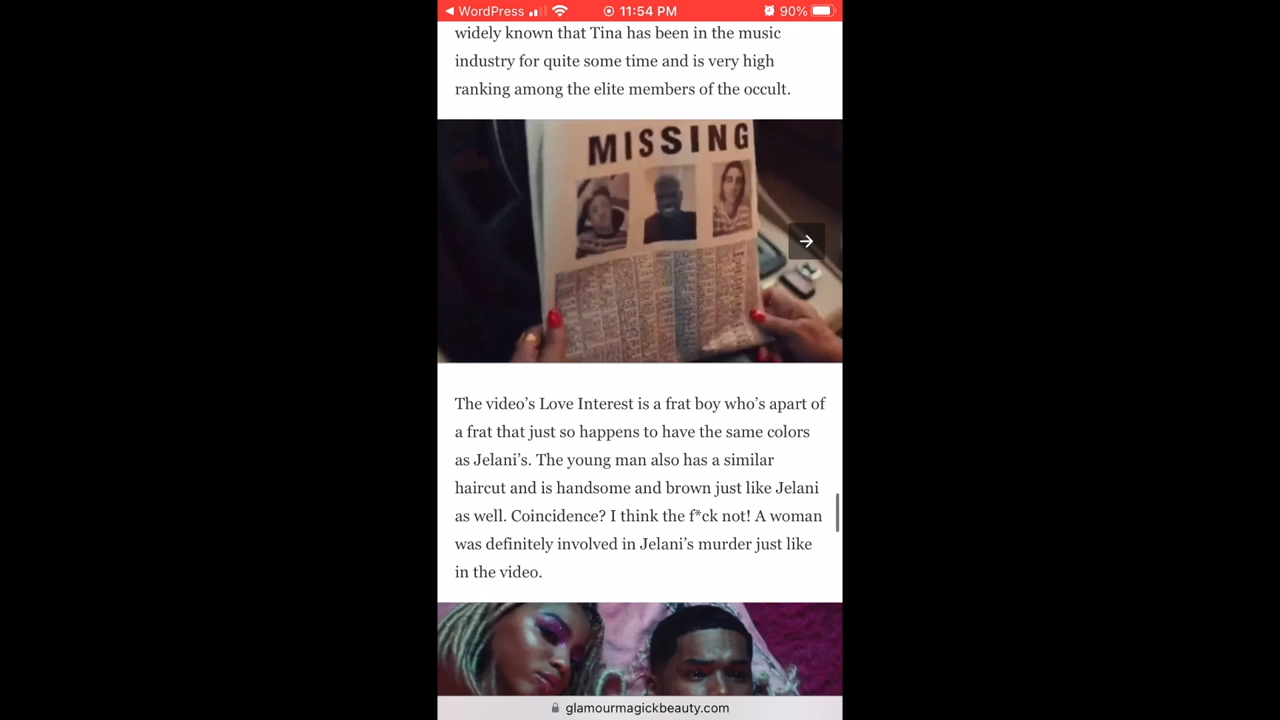 WordPress 11:54 PM 90%
widely known that Tina has been in the music
industry for quite some time and is very high
ranking among the elite members of the occult.
MISSING
The video’s Love Interest is a frat boy who’s apart of
a frat that just so happens to have the same colors
as Jelani’s. The young man also has a similar
haircut and is handsome and brown just like Jelani
as well. Coincidence? I think the f*ck not! A woman
was definitely involved in Jelani’s murder just like
in the video.
glamourmagickbeauty.com